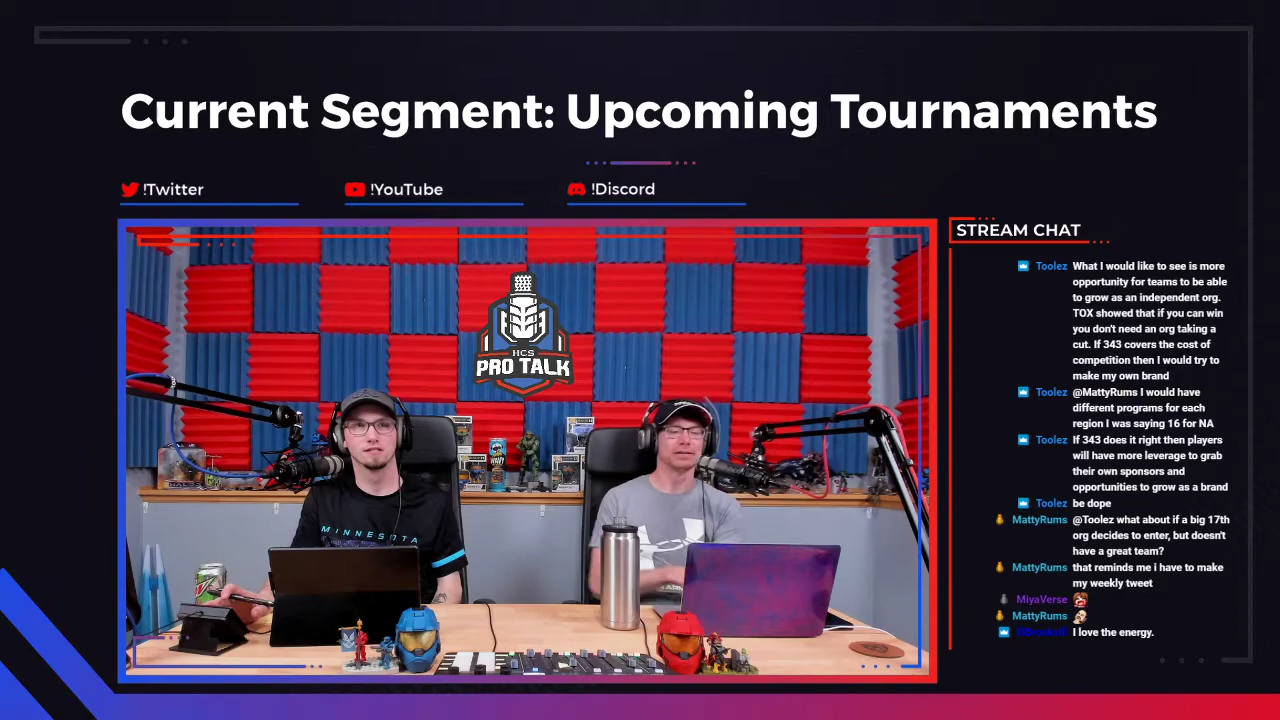 Current Segment: Upcoming Tournaments
!Twitter
!YouTube
!Discord
HCS
PRO TALK
MINNESOTA
STREAM CHAT
Toolez What I would like to see is more
opportunity for teams to be able
to grow as an independent org.
TOX showed that if you can win
you don't need an org taking a
cut. If 343 covers the cost of
competition then I would try to
make my own brand
Toolez @MattyRums I would have
different programs for each
region I was saying 16 for NA
Toolez If 343 does it right then players
will have more leverage to grab
their own sponsors and
opportunities to grow as a brand
Toolez be dope
MattyRums @Toolez what about if a big 17th
org decides to enter, but doesn't
have a great team?
MattyRums that reminds me i have to make
my weekly tweet
MiyaVerse
MattyRums
I love the energy.